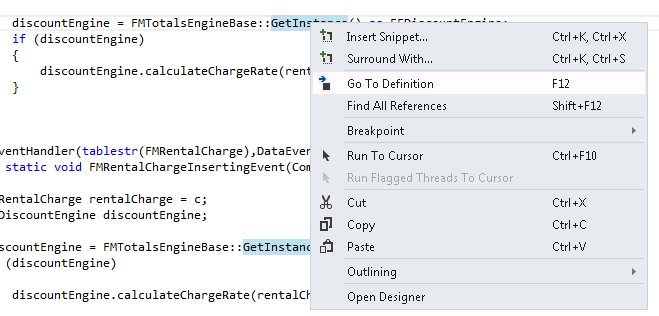 discountEngine = FMTotalsEngineBase::GetInstance() as
if (discountEngine)
{
discountEngine.calculateChargeRate(rent
}
ventHandler(tablestr(FMRentalCharge),DataEven
static void FMRentalChargeInsertingEvent(Com
RentalCharge rentalCharge = c;
DiscountEngine discountEngine;
scountEngine = FMTotalsEngineBase::GetInstanc
(discountEngine)
discountEngine.calculateChargeRate(rentalCh
Insert Snippet... Ctrl+K, Ctrl+X
Surround With... Ctrl+K, Ctrl+S
Go To Definition F12
Find All References Shift+F12
Breakpoint
Run To Cursor Ctrl+F10
Run Flagged Threads To Cursor
Cut Ctrl+X
Copy Ctrl+C
Paste Ctrl+V
Outlining
Open Designer